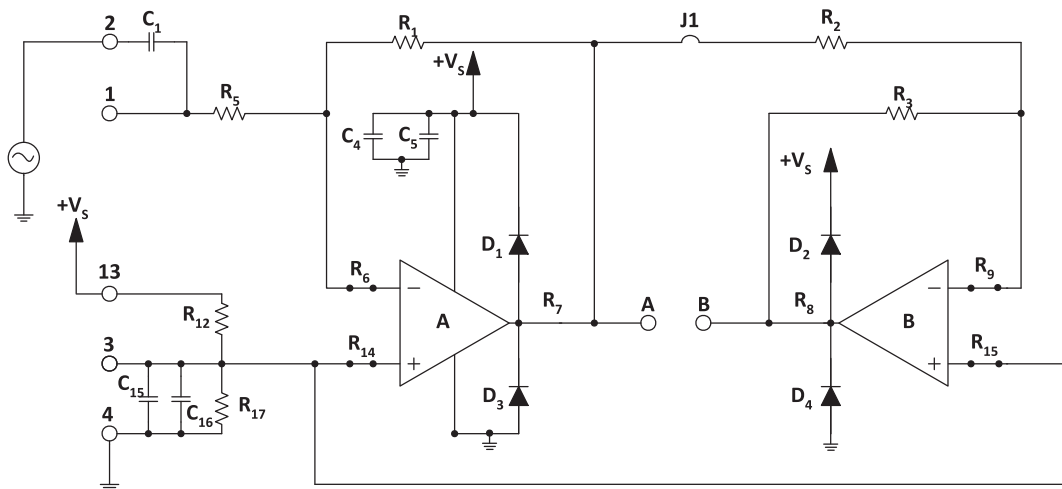 2
C1
R1
J1
R2
+VS
1
R5
R3
C4
C5
+VS
+VS
D1
D2
13
R6
R9
R12
A
R7
A
B
R8
B
3
R14
R15
C15
C16
R17
D3
D4
4